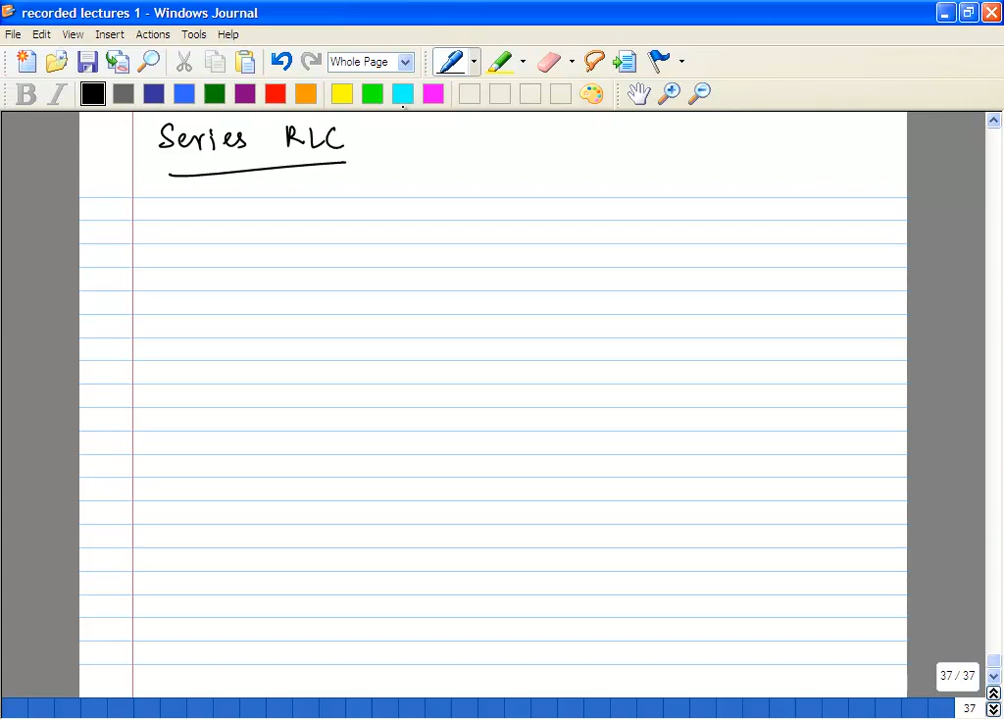 recorded lectures 1 - Windows Journal
File Edit View Insert Actions Tools Help
Whole Page
B I
Series RLC
37 / 37
37